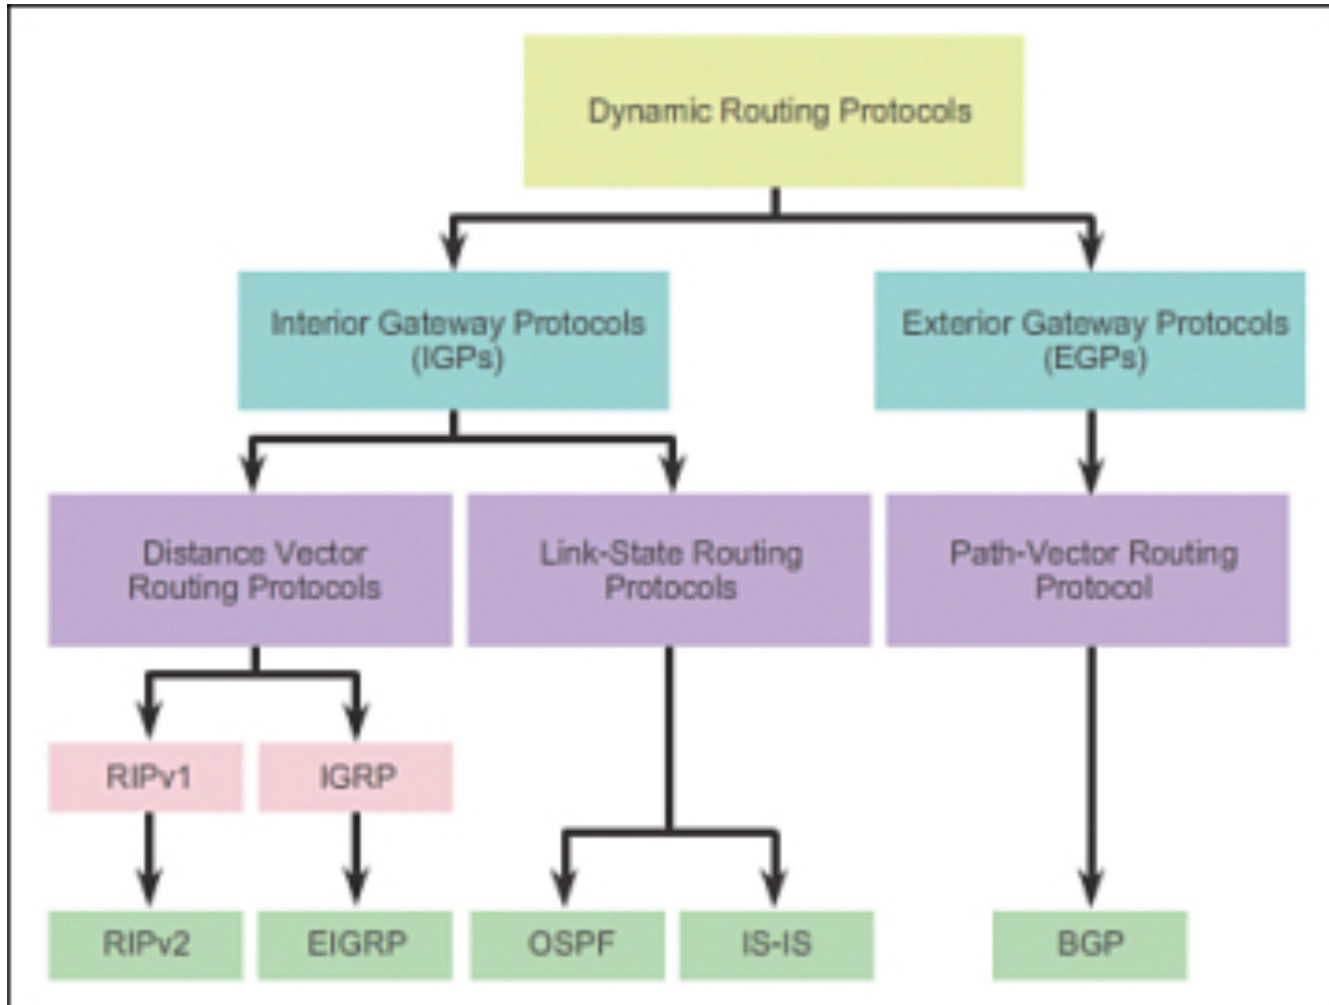 Dynamic Routing Protocols
Interior Gateway Protocols
(IGPs)
Exterior Gateway Protocols
(EGPs)
Distance Vector
Routing Protocols
Link-State Routing
Protocols
Path-Vector Routing
Protocol
RIPv1
IGRP
RIPv2
EIGRP
OSPF
IS-IS
BGP